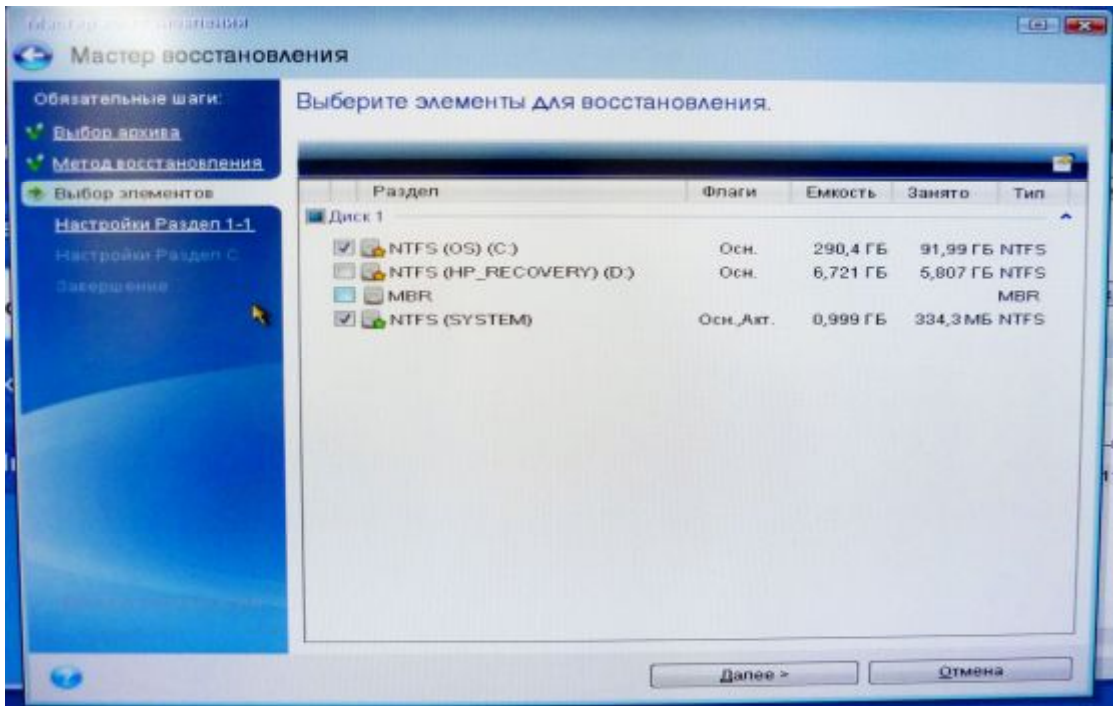 Мастер восстановления
Обязательные шаги:
Выбор архива
Метод восстановления
Выбор элементов
Настройки Раздел 1-1
Настройки Раздел C
Завершение
Выберите элементы для восстановления.
Раздел Флаги Емкость Занято Тип
Диск 1
NTFS (OS) (C:) Осн. 290,4 ГБ 91,99 ГБ NTFS
NTFS (HP_RECOVERY) (D:) Осн. 6,721 ГБ 5,807 ГБ NTFS
MBR MBR
NTFS (SYSTEM) Осн.,Акт. 0,999 ГБ 334,3 МБ NTFS
Далее >
Отмена